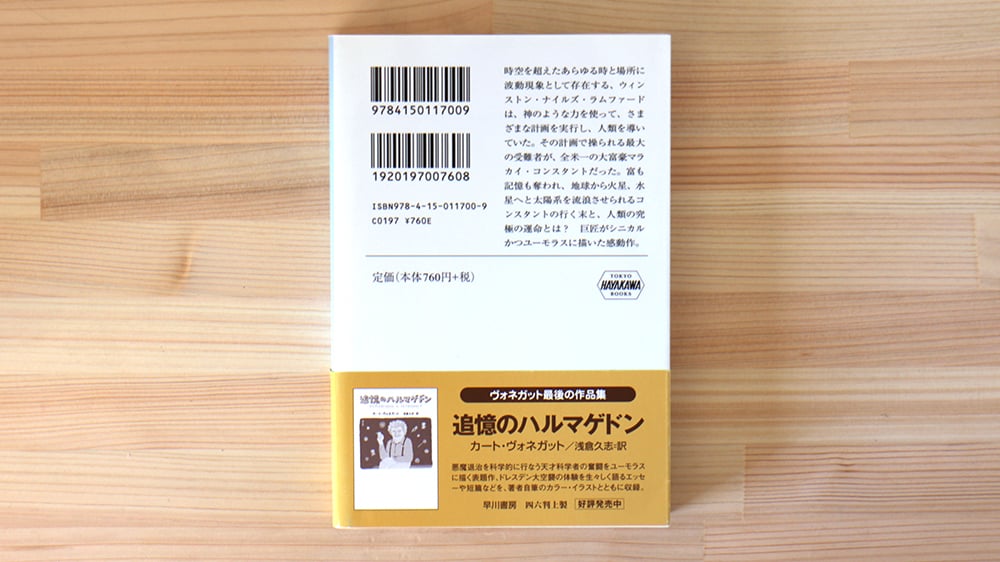 9784150117009
1920197007608
ISBN978-4-15-011700-9
C0197 ¥760E
時空を超えたあらゆる時と場所に
波動現象として存在する、ウィン
ストン・ナイルズ・ラムファード
は、神のような力を使って、さま
ざまな計画を実行し、人類を導い
ていた。その計画で操られる最大
の受難者が、全米一の大富豪マラ
カイ・コンスタントだった。富も
記憶も奪われ、地球から火星、水
星へと太陽系を流浪させられるコ
ンスタントの行く末と、人類の究
極の運命とは? 巨匠がシニカル
かつユーモラスに描いた感動作。
定価(本体760円+税)
TOKYO
HAYAKAWA
BOOKS
追憶のハルマゲドン
ヴォネガット最後の作品集
追憶のハルマゲドン
カート・ヴォネガット/浅倉久志・訳
悪魔退治を科学的に行なう天才科学者の奮闘をユーモラス
に描く表題作、ドレスデン大空襲の体験を生々しく語るエッセ
ーや短篇などを、著者自筆のカラー・イラストとともに収録。
早川書房 四六判上製 好評発売中